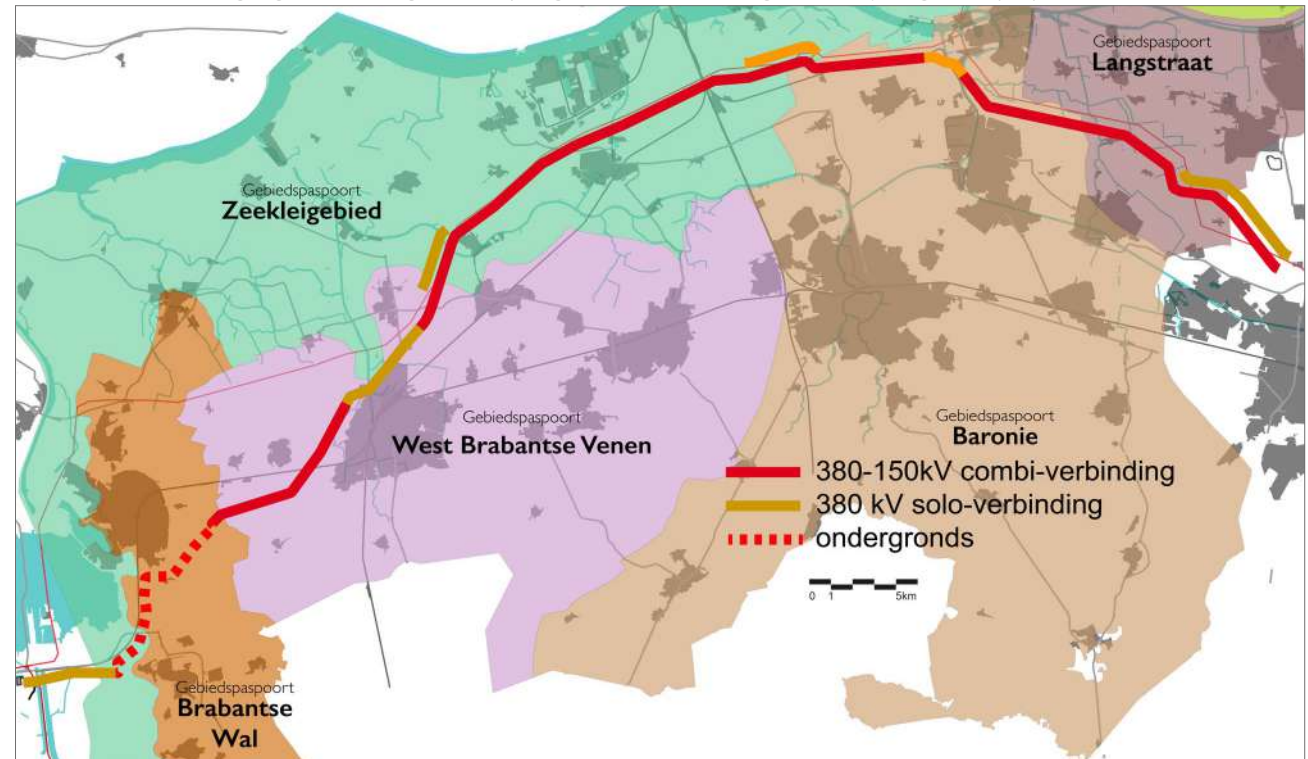 Gebiedspaspoort
Langstraat
Gebiedspaspoort
Zeekleigebied
Gebiedspaspoort
West Brabantse Venen
Gebiedspaspoort
Baronie
380-150kV combi-verbinding
380 kV solo-verbinding
ondergronds
0 1 5km
Gebiedspaspoort
Brabantse
Wal